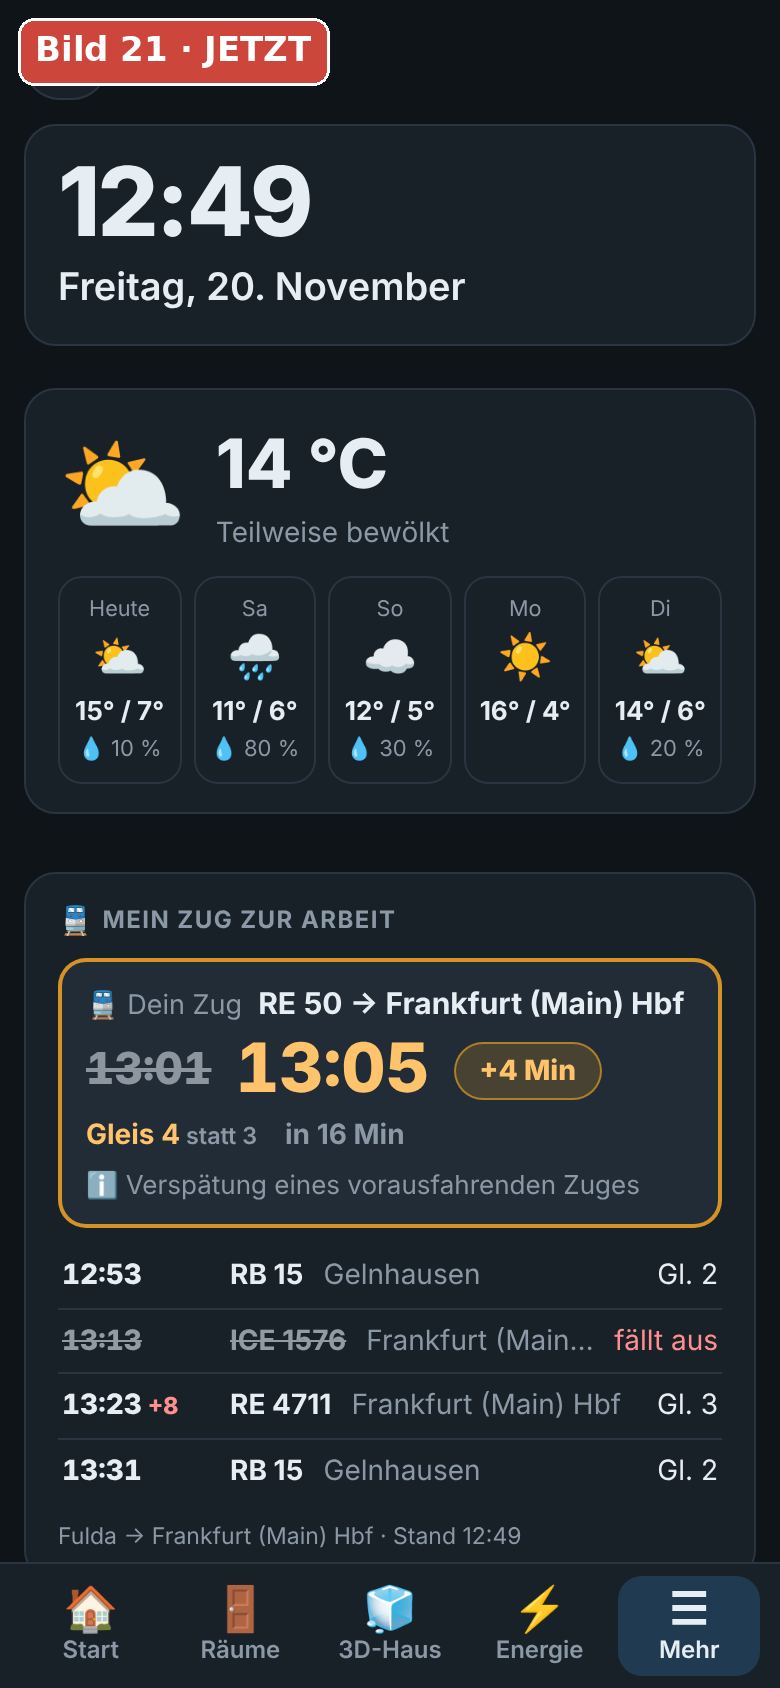 Bild 21 · JETZT
12:49
Freitag, 20. November
14 °C
Teilweise bewölkt
Heute Sa So Mo Di
15° / 7° 11° / 6° 12° / 5° 16° / 4° 14° / 6°
10 % 80 % 30 % 20 %
MEIN ZUG ZUR ARBEIT
Dein Zug RE 50 → Frankfurt (Main) Hbf
13:01 13:05 +4 Min
Gleis 4 statt 3 in 16 Min
Verspätung eines vorausfahrenden Zuges
12:53 RB 15 Gelnhausen Gl. 2
13:13 ICE 1576 Frankfurt (Main... fällt aus
13:23 +8 RE 4711 Frankfurt (Main) Hbf Gl. 3
13:31 RB 15 Gelnhausen Gl. 2
Fulda → Frankfurt (Main) Hbf · Stand 12:49
Start Räume 3D-Haus Energie Mehr